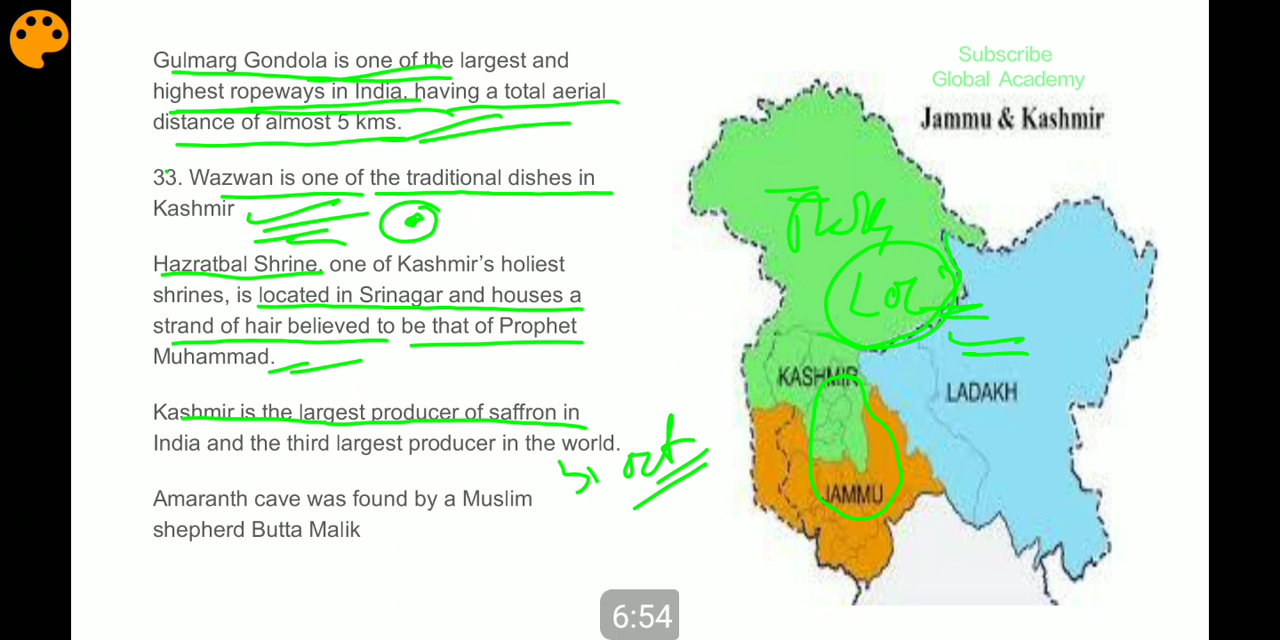 Gulmarg Gondola is one of the largest and
highest ropeways in India, having a total aerial
distance of almost 5 kms.
33. Wazwan is one of the traditional dishes in
Kashmir
Hazratbal Shrine, one of Kashmir's holiest
shrines, is located in Srinagar and houses a
strand of hair believed to be that of Prophet
Muhammad.
Kashmir is the largest producer of saffron in
India and the third largest producer in the world.
Amaranth cave was found by a Muslim
shepherd Butta Malik
31 oct
Subscribe
Global Academy
Jammu & Kashmir
LOC
KASHMIR
LADAKH
JAMMU
6:54